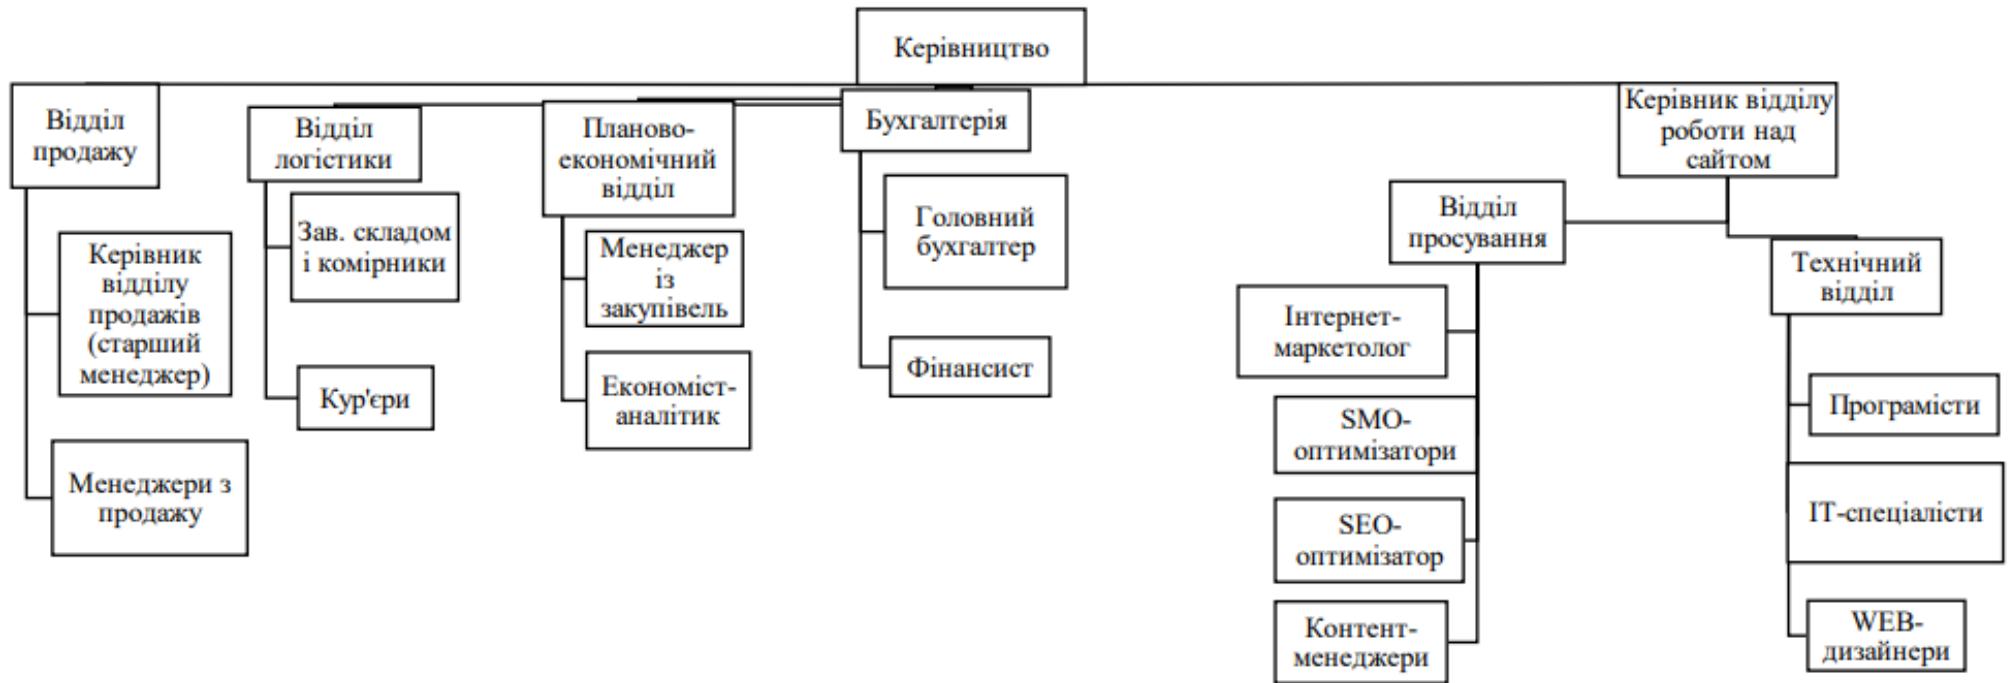 Керівництво
Відділ
продажу
Керівник
відділу
продажів
(старший
менеджер)
Менеджери з
продажу
Відділ
логістики
Зав. складом
і комірники
Кур'єри
Планово-
економічний
відділ
Менеджер
із
закупівель
Економіст-
аналітик
Бухгалтерія
Головний
бухгалтер
Фінансист
Керівник відділу
роботи над
сайтом
Відділ
просування
Інтернет-
маркетолог
SMO-
оптимізатори
SEO-
оптимізатор
Контент-
менеджери
Технічний
відділ
Програмісти
ІТ-спеціалісти
WEB-
дизайнери